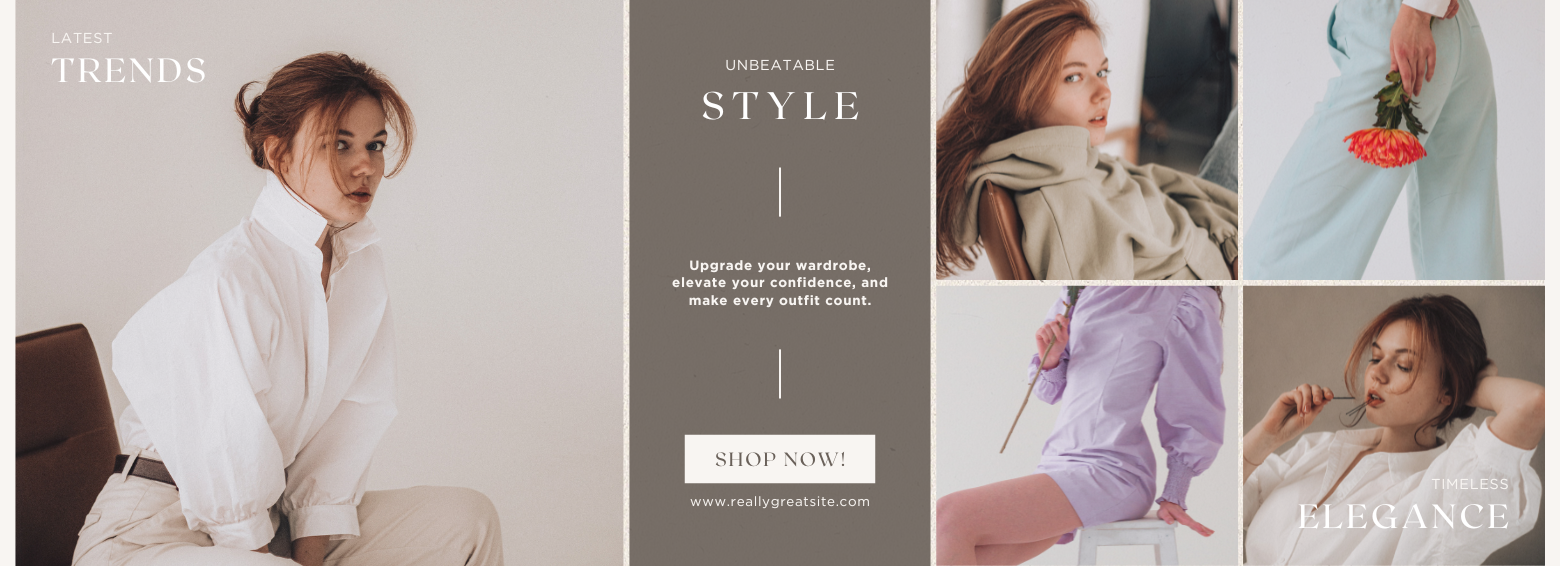 LATEST
TRENDS
UNBEATABLE
STYLE
Upgrade your wardrobe,
elevate your confidence, and
make every outfit count.
SHOP NOW!
www.reallygreatsite.com
TIMELESS
ELEGANCE